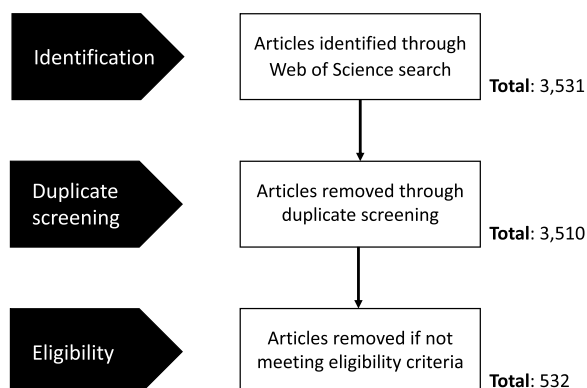 Identification
Articles identified through
Web of Science search
Total: 3,531
Duplicate
screening
Articles removed through
duplicate screening
Total: 3,510
Eligibility
Articles removed if not
meeting eligibility criteria
Total: 532